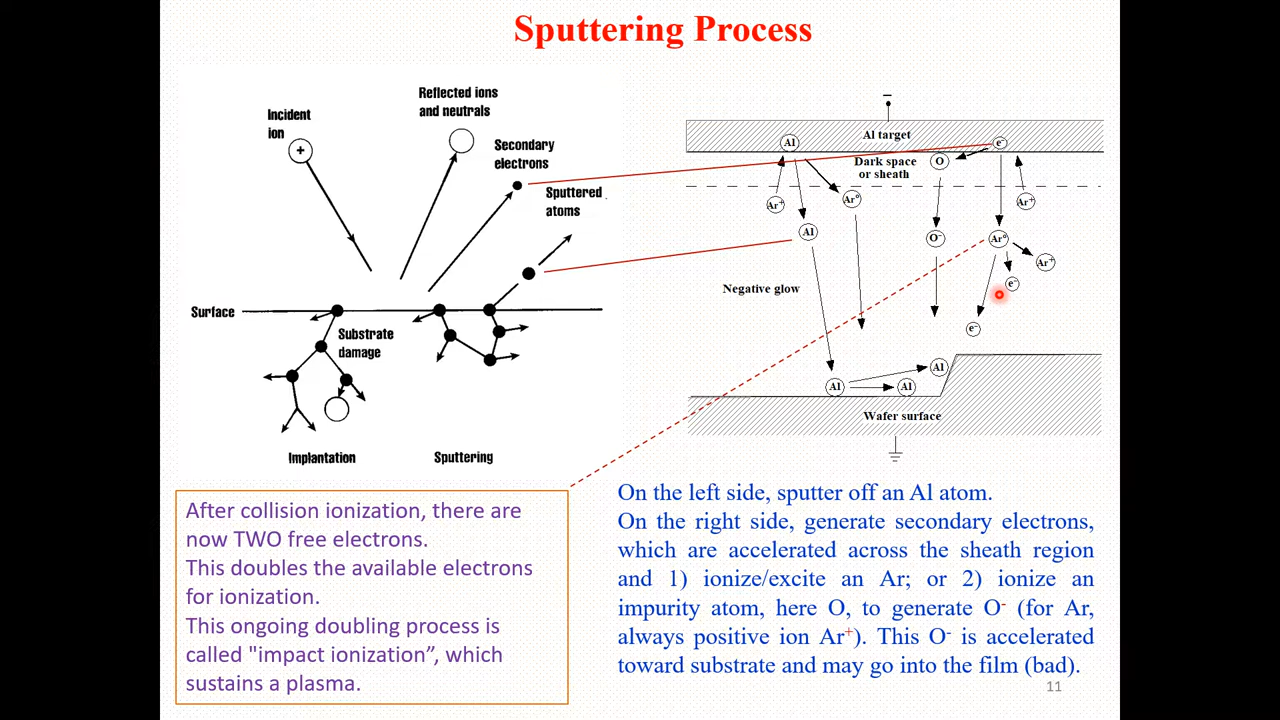 Sputtering Process
Incident
ion
+
Reflected ions
and neutrals
Secondary
electrons
Sputtered
atoms
Surface
Substrate
damage
Implantation
Sputtering
−
Al target
Al
e⁻
Dark space
or sheath
O
Ar⁺
Ar°
Ar⁺
Al
O⁻
Ar°
Ar⁺
e⁻
Negative glow
e⁻
Al
Al
Al
Wafer surface
After collision ionization, there are
now TWO free electrons.
This doubles the available electrons
for ionization.
This ongoing doubling process is
called "impact ionization”, which
sustains a plasma.
On the left side, sputter off an Al atom.
On the right side, generate secondary electrons,
which are accelerated across the sheath region
and 1) ionize/excite an Ar; or 2) ionize an
impurity atom, here O, to generate O⁻ (for Ar,
always positive ion Ar⁺). This O⁻ is accelerated
toward substrate and may go into the film (bad).
11